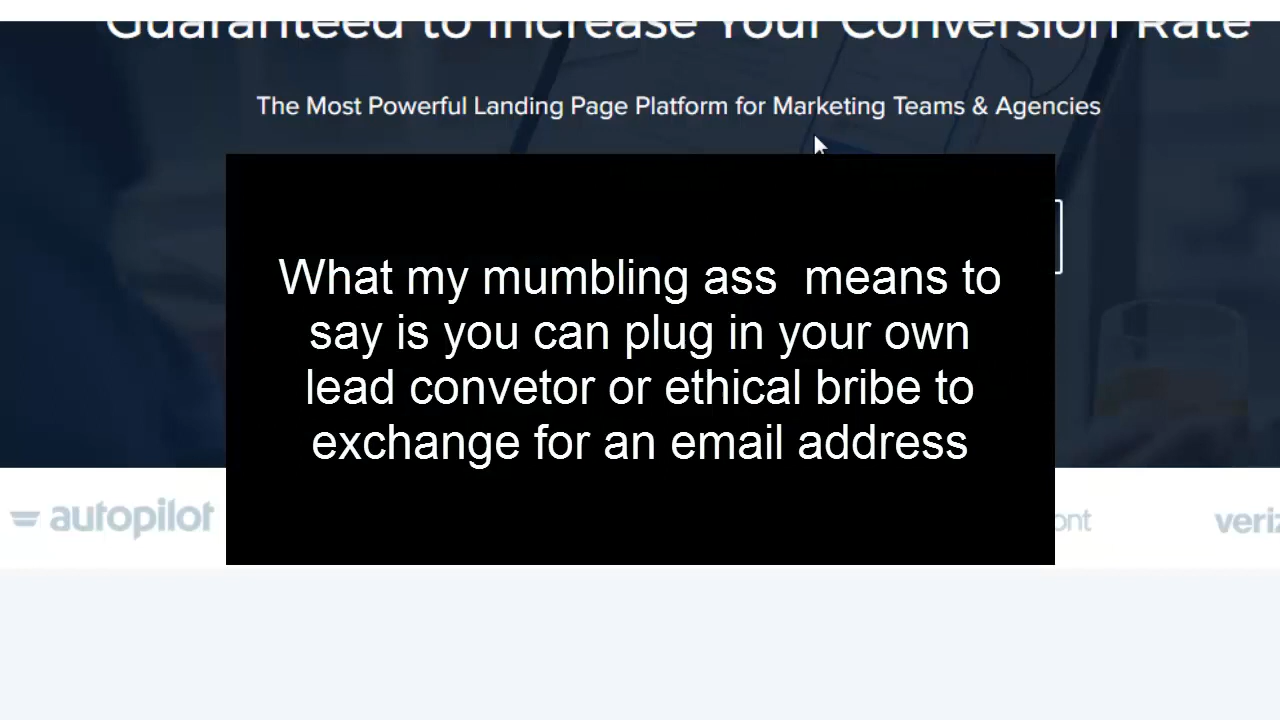 Guaranteed to Increase Your Conversion Rate
The Most Powerful Landing Page Platform for Marketing Teams & Agencies
What my mumbling ass  means to
say is you can plug in your own
lead convetor or ethical bribe to
exchange for an email address
autopilot